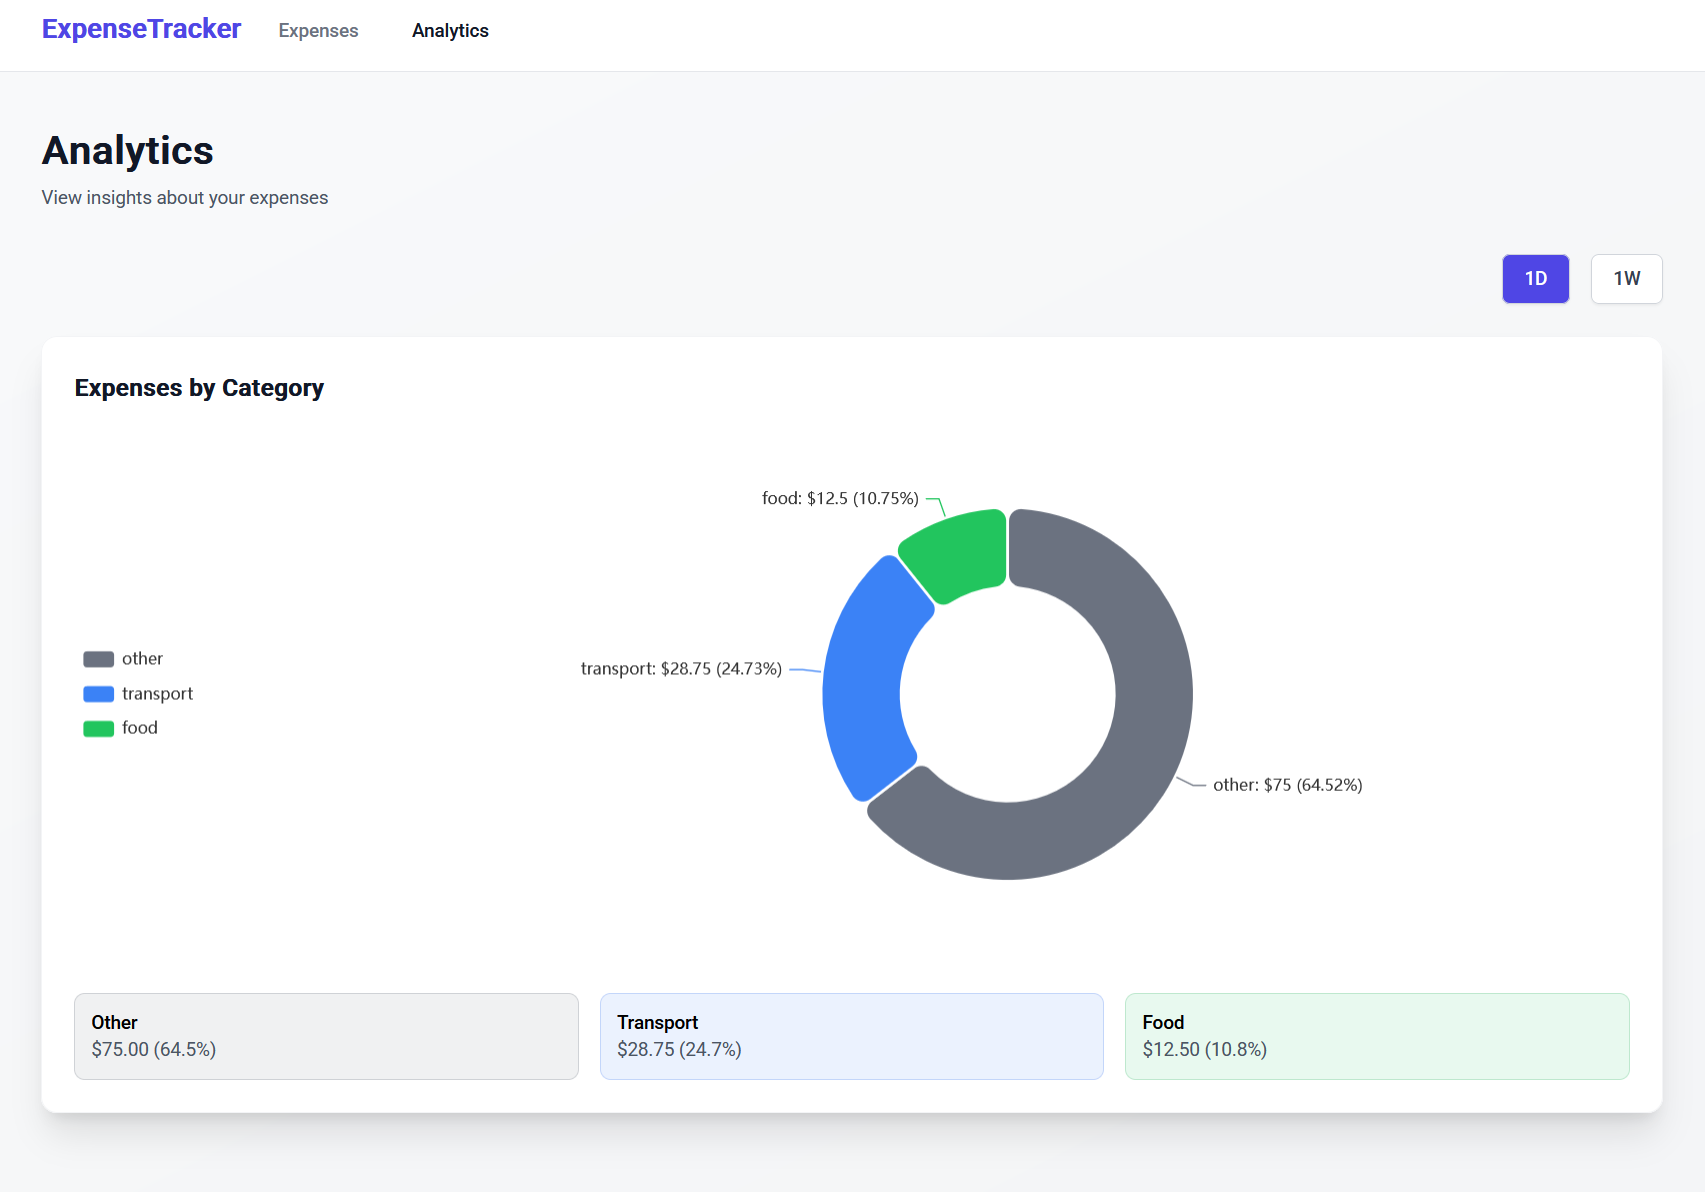 ExpenseTracker
Expenses
Analytics
Analytics
View insights about your expenses
1D
1W
Expenses by Category
food: $12.5 (10.75%)
transport: $28.75 (24.73%)
other: $75 (64.52%)
other
transport
food
Other
$75.00 (64.5%)
Transport
$28.75 (24.7%)
Food
$12.50 (10.8%)